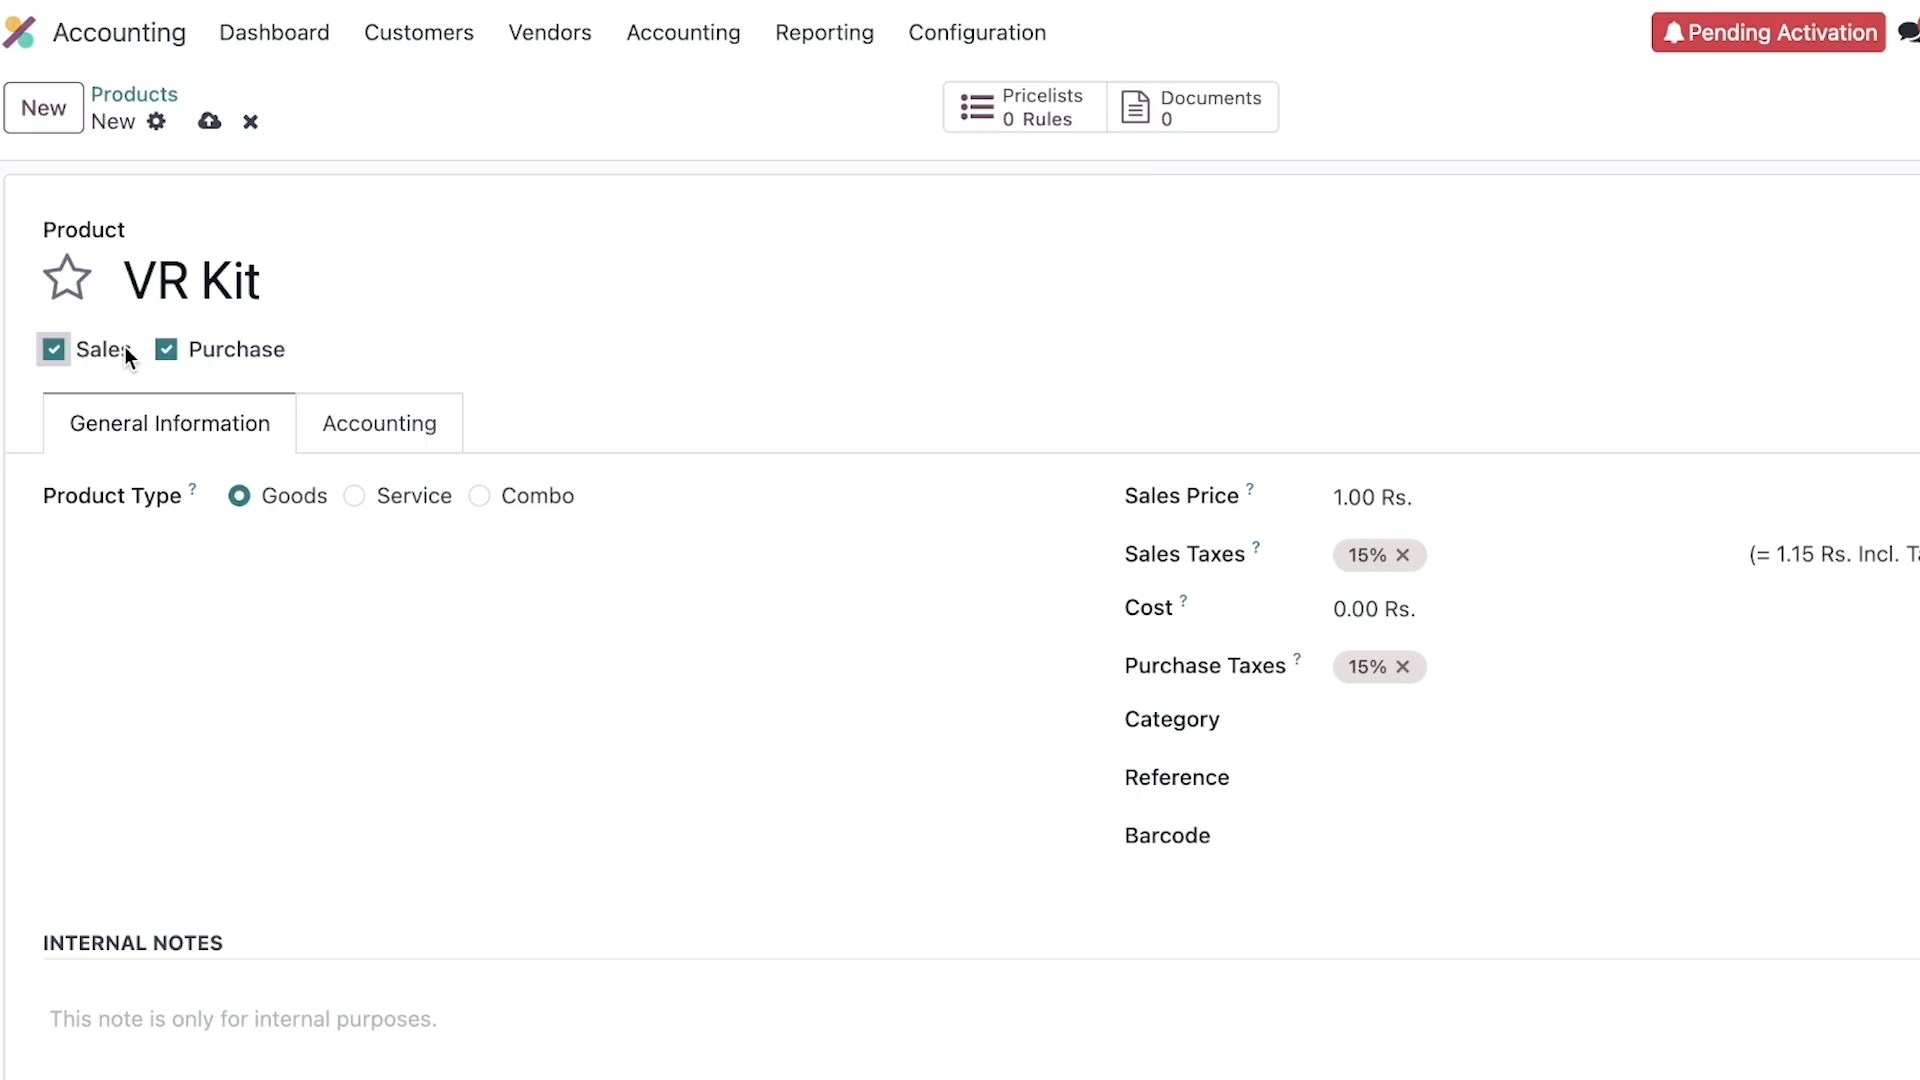 Accounting Dashboard Customers Vendors Accounting Reporting Configuration Pending Activation
New Products
New
Pricelists
0 Rules
Documents
0
Product
VR Kit
Sales Purchase
General Information Accounting
Product Type ? Goods Service Combo
Sales Price ? 1.00 Rs.
Sales Taxes ? 15% (= 1.15 Rs. Incl.
Cost ? 0.00 Rs.
Purchase Taxes ? 15%
Category
Reference
Barcode
INTERNAL NOTES
This note is only for internal purposes.